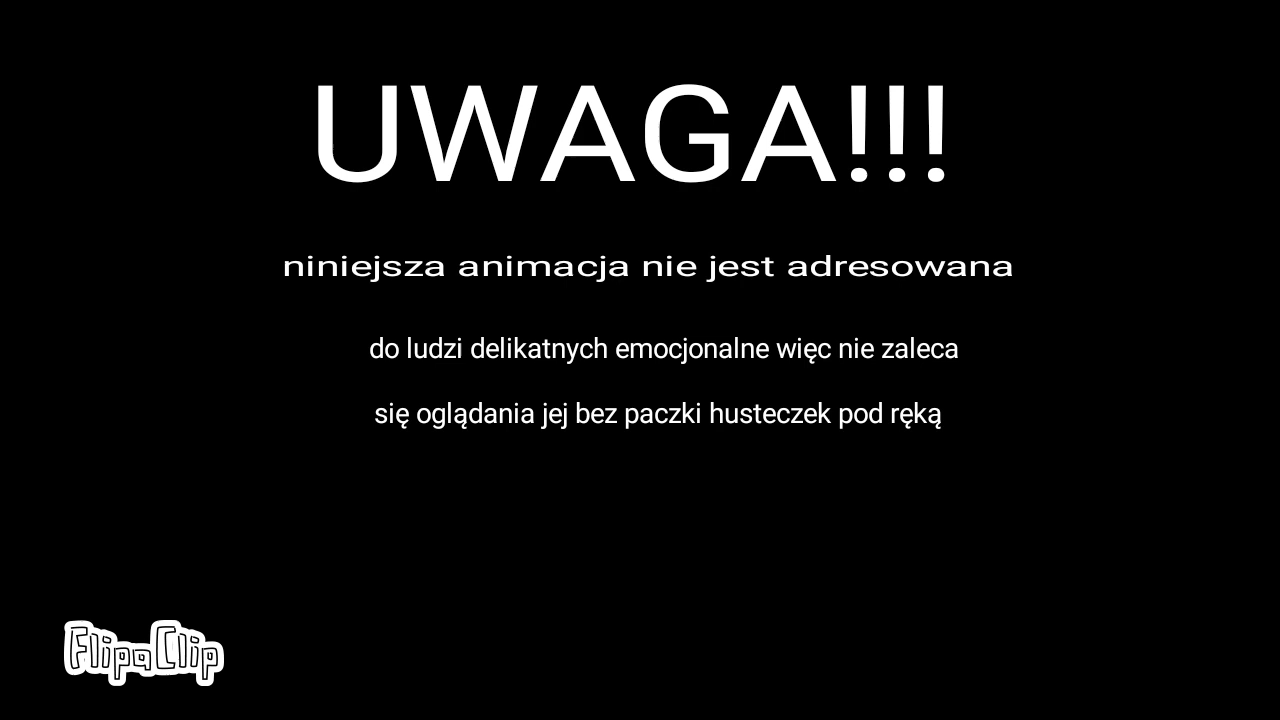 UWAGA!!!
niniejsza animacja nie jest adresowana
do ludzi delikatnych emocjonalne więc nie zaleca
się oglądania jej bez paczki husteczek pod ręką
FlipaClip